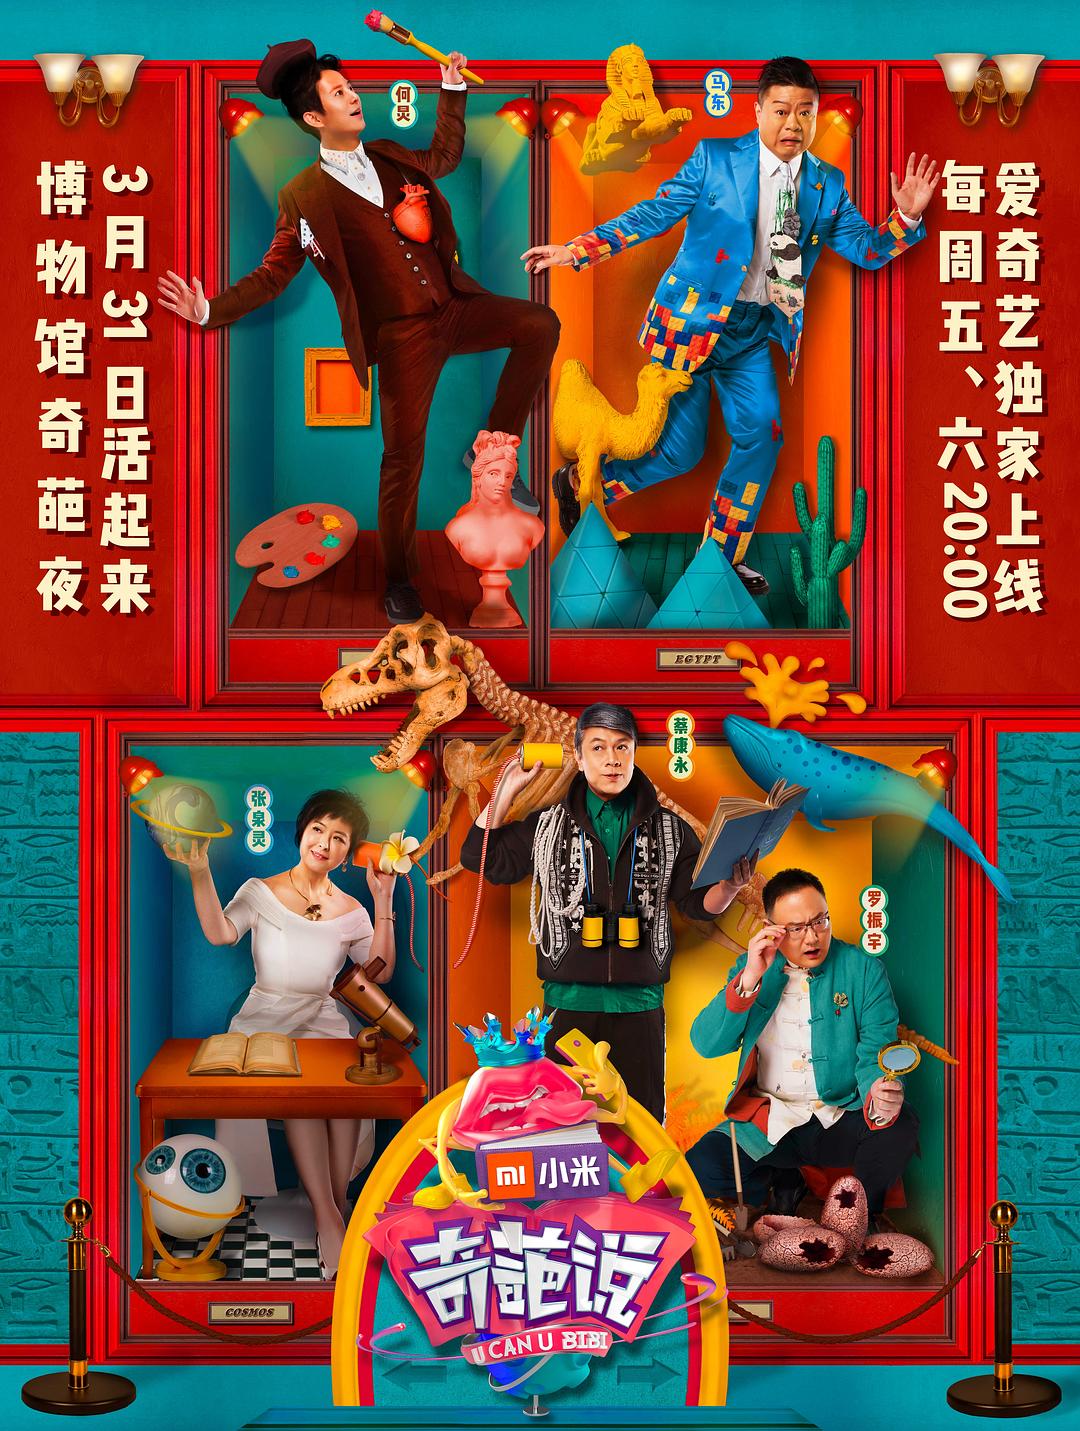 何炅
马东
爱奇艺独家上线
每周五、六20:00
3月31日活起来
博物馆奇葩夜
EGYPT
蔡康永
张泉灵
罗振宇
COSMOS
mi 小米
奇葩说
U CAN U BIBI